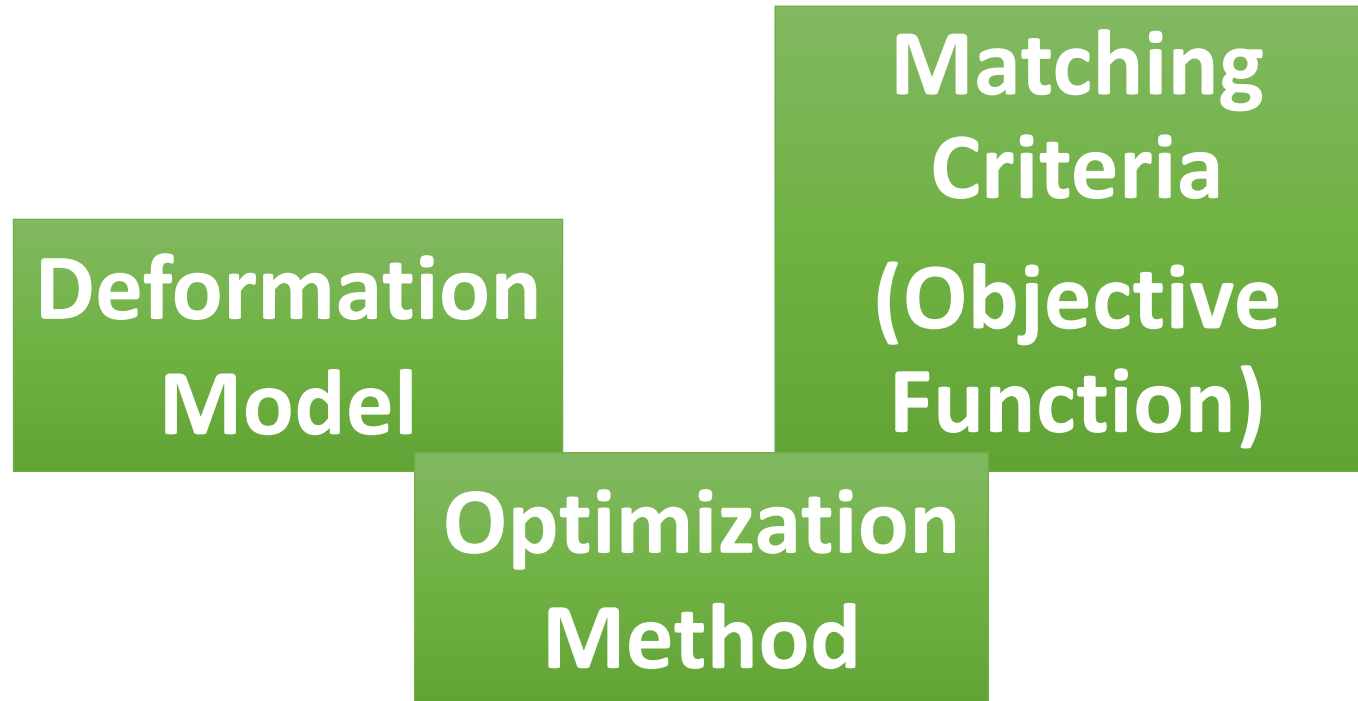 Deformation
Model
Matching
Criteria
(Objective
Function)
Optimization
Method